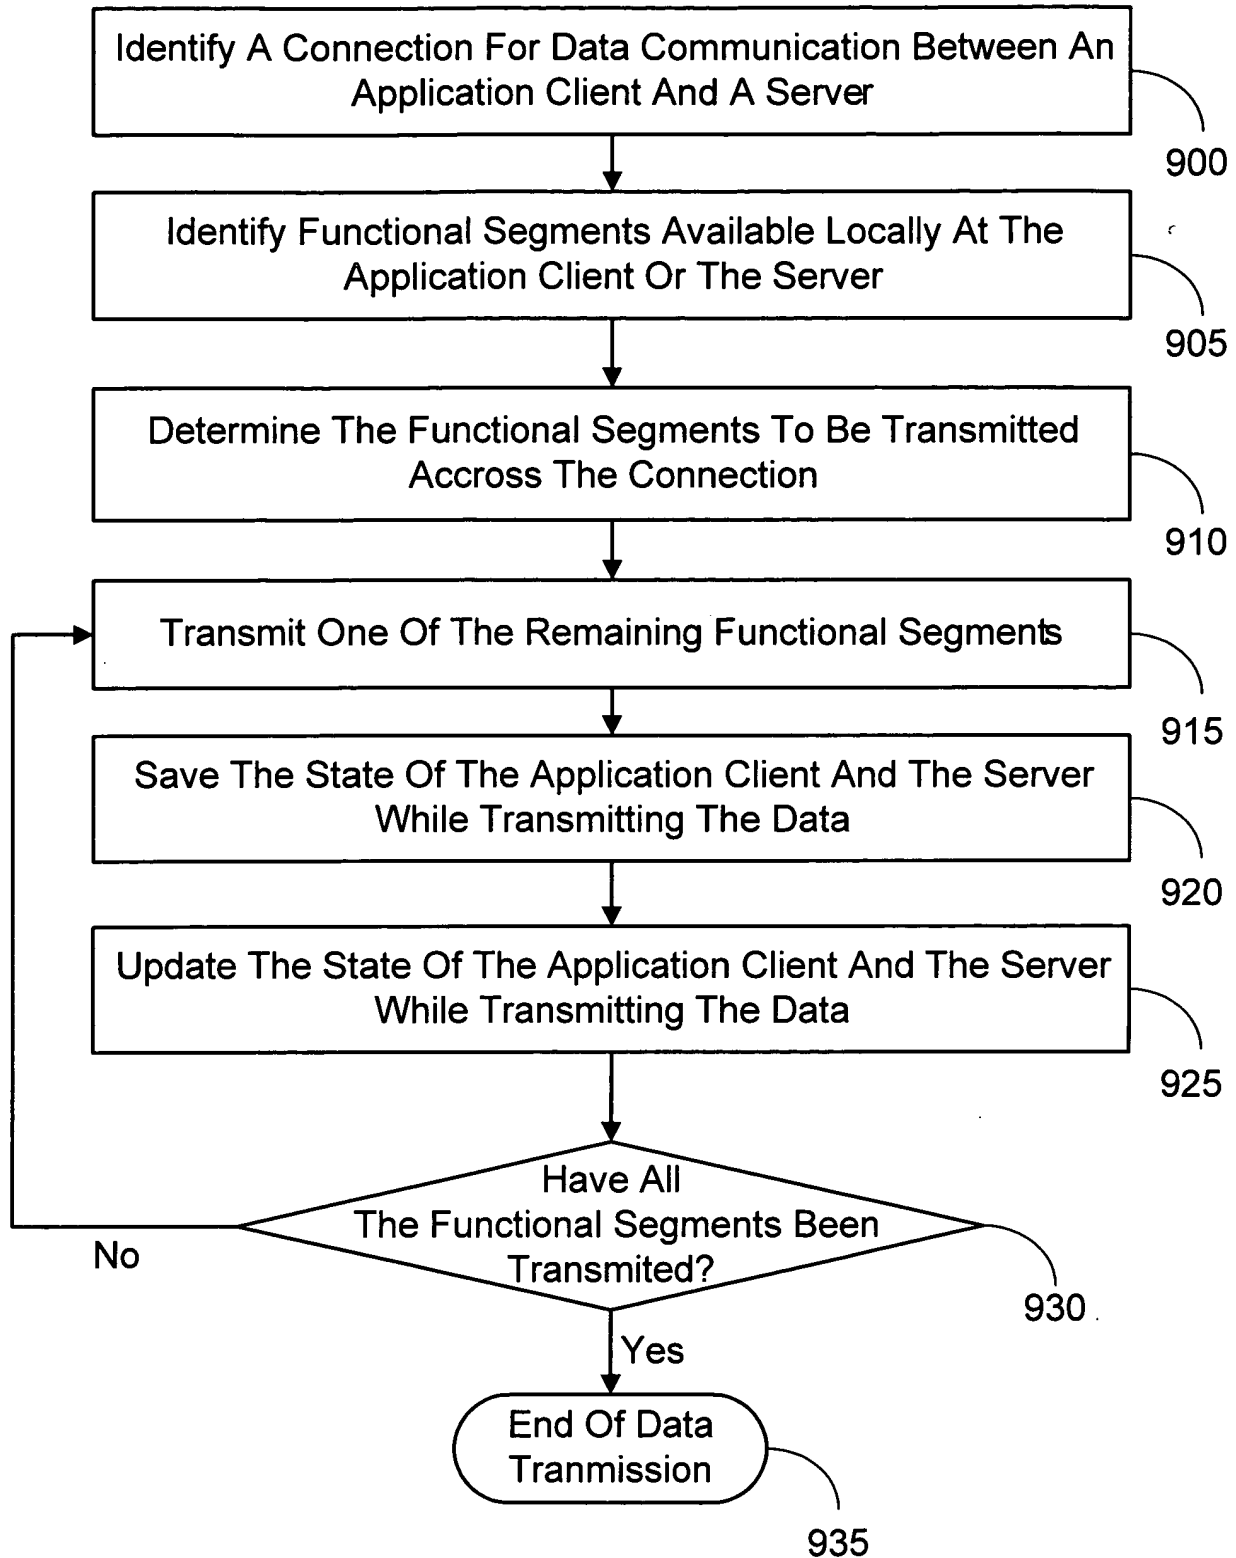 Identify A Connection For Data Communication Between An
Application Client And A Server
900
Identify Functional Segments Available Locally At The
Application Client Or The Server
905
Determine The Functional Segments To Be Transmitted
Accross The Connection
910
Transmit One Of The Remaining Functional Segments
915
Save The State Of The Application Client And The Server
While Transmitting The Data
920
Update The State Of The Application Client And The Server
While Transmitting The Data
925
Have All
The Functional Segments Been
Transmited?
No
930
Yes
End Of Data
Tranmission
935